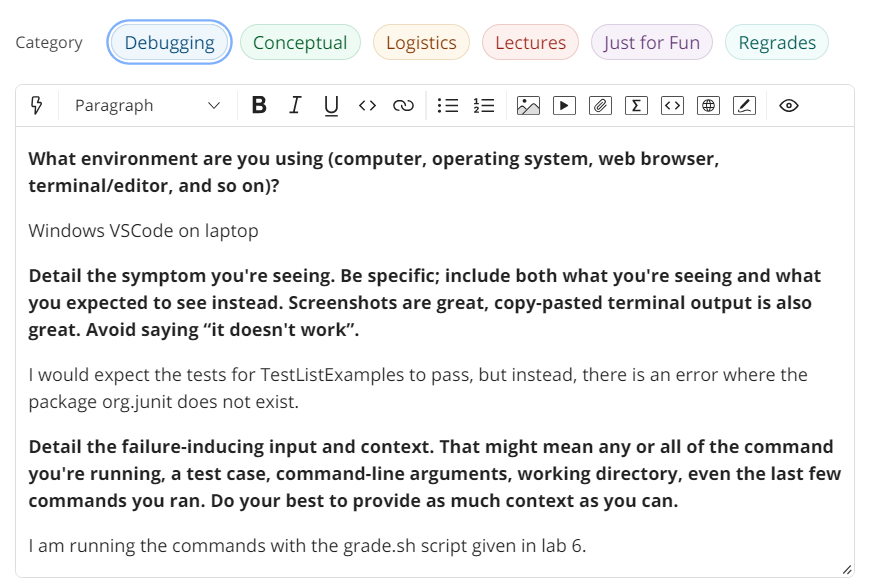 Category Debugging Conceptual Logistics Lectures Just for Fun Regrades
Paragraph B I U
What environment are you using (computer, operating system, web browser,
terminal/editor, and so on)?
Windows VSCode on laptop
Detail the symptom you're seeing. Be specific; include both what you're seeing and what
you expected to see instead. Screenshots are great, copy-pasted terminal output is also
great. Avoid saying “it doesn't work”.
I would expect the tests for TestListExamples to pass, but instead, there is an error where the
package org.junit does not exist.
Detail the failure-inducing input and context. That might mean any or all of the command
you're running, a test case, command-line arguments, working directory, even the last few
commands you ran. Do your best to provide as much context as you can.
I am running the commands with the grade.sh script given in lab 6.